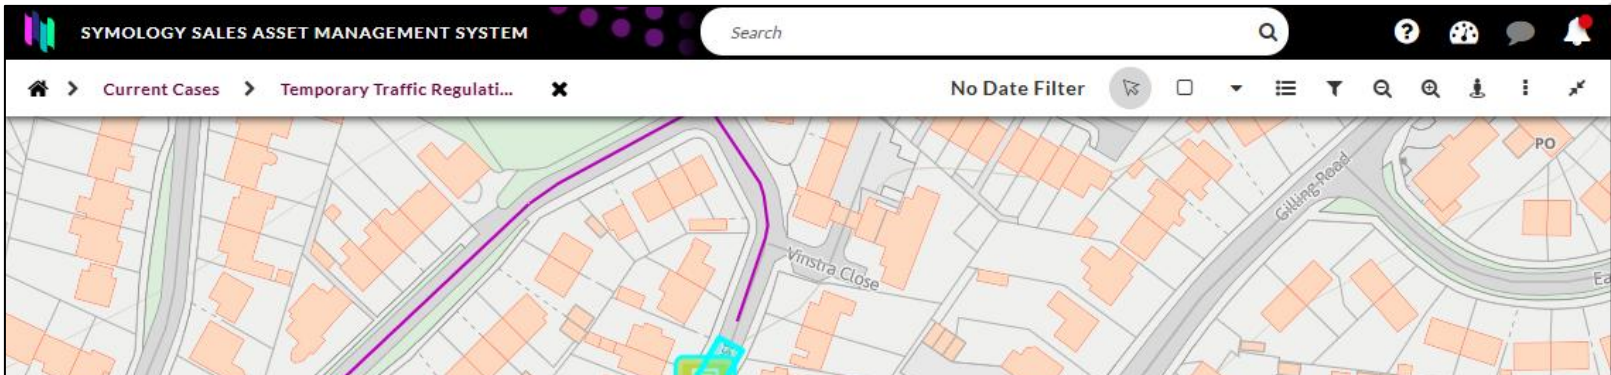 SYMOLOGY SALES ASSET MANAGEMENT SYSTEM
Search
Current Cases
Temporary Traffic Regulati...
No Date Filter
PO
Gilling Road
Vinstra Close
Ea